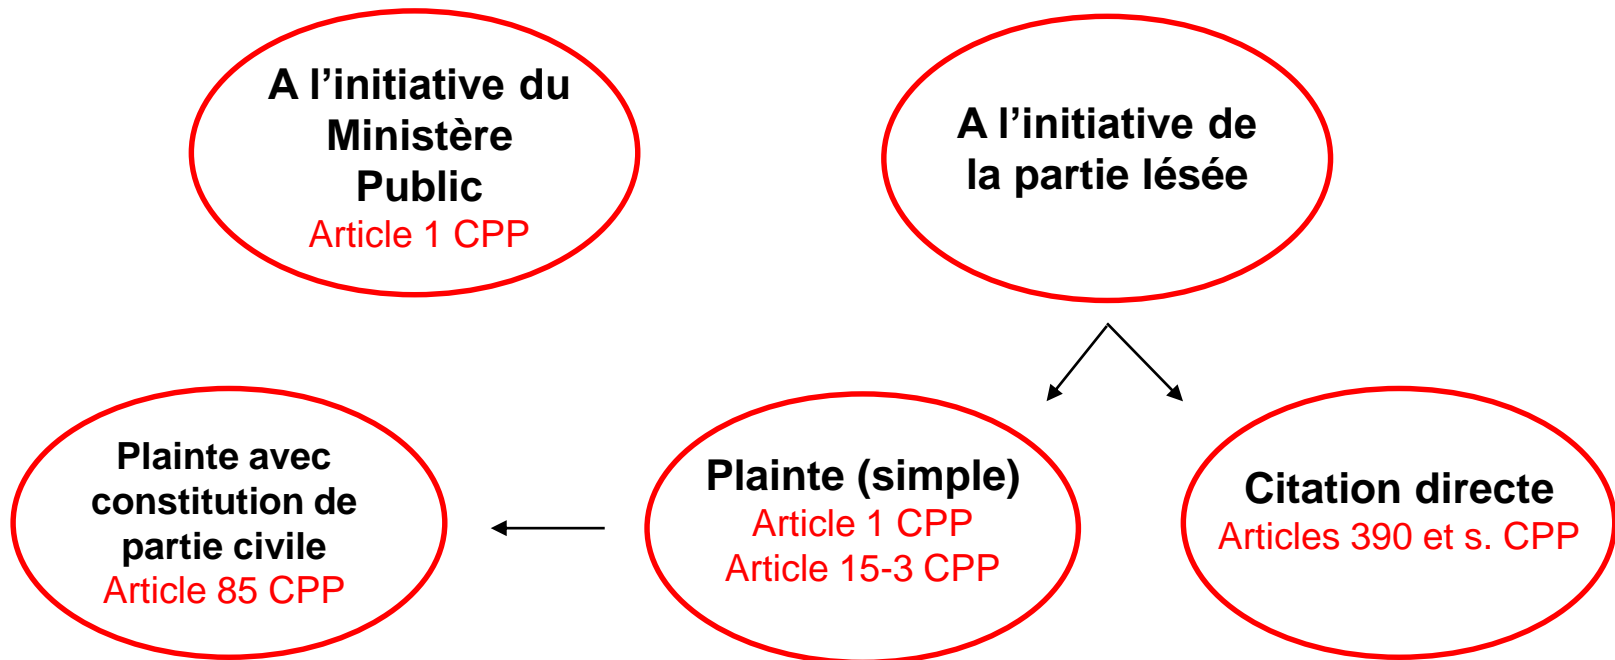 A l’initiative du
Ministère
Public
Article 1 CPP
A l’initiative de
la partie lésée
Plainte avec
constitution de
partie civile
Article 85 CPP
Plainte (simple)
Article 1 CPP
Article 15-3 CPP
Citation directe
Articles 390 et s. CPP